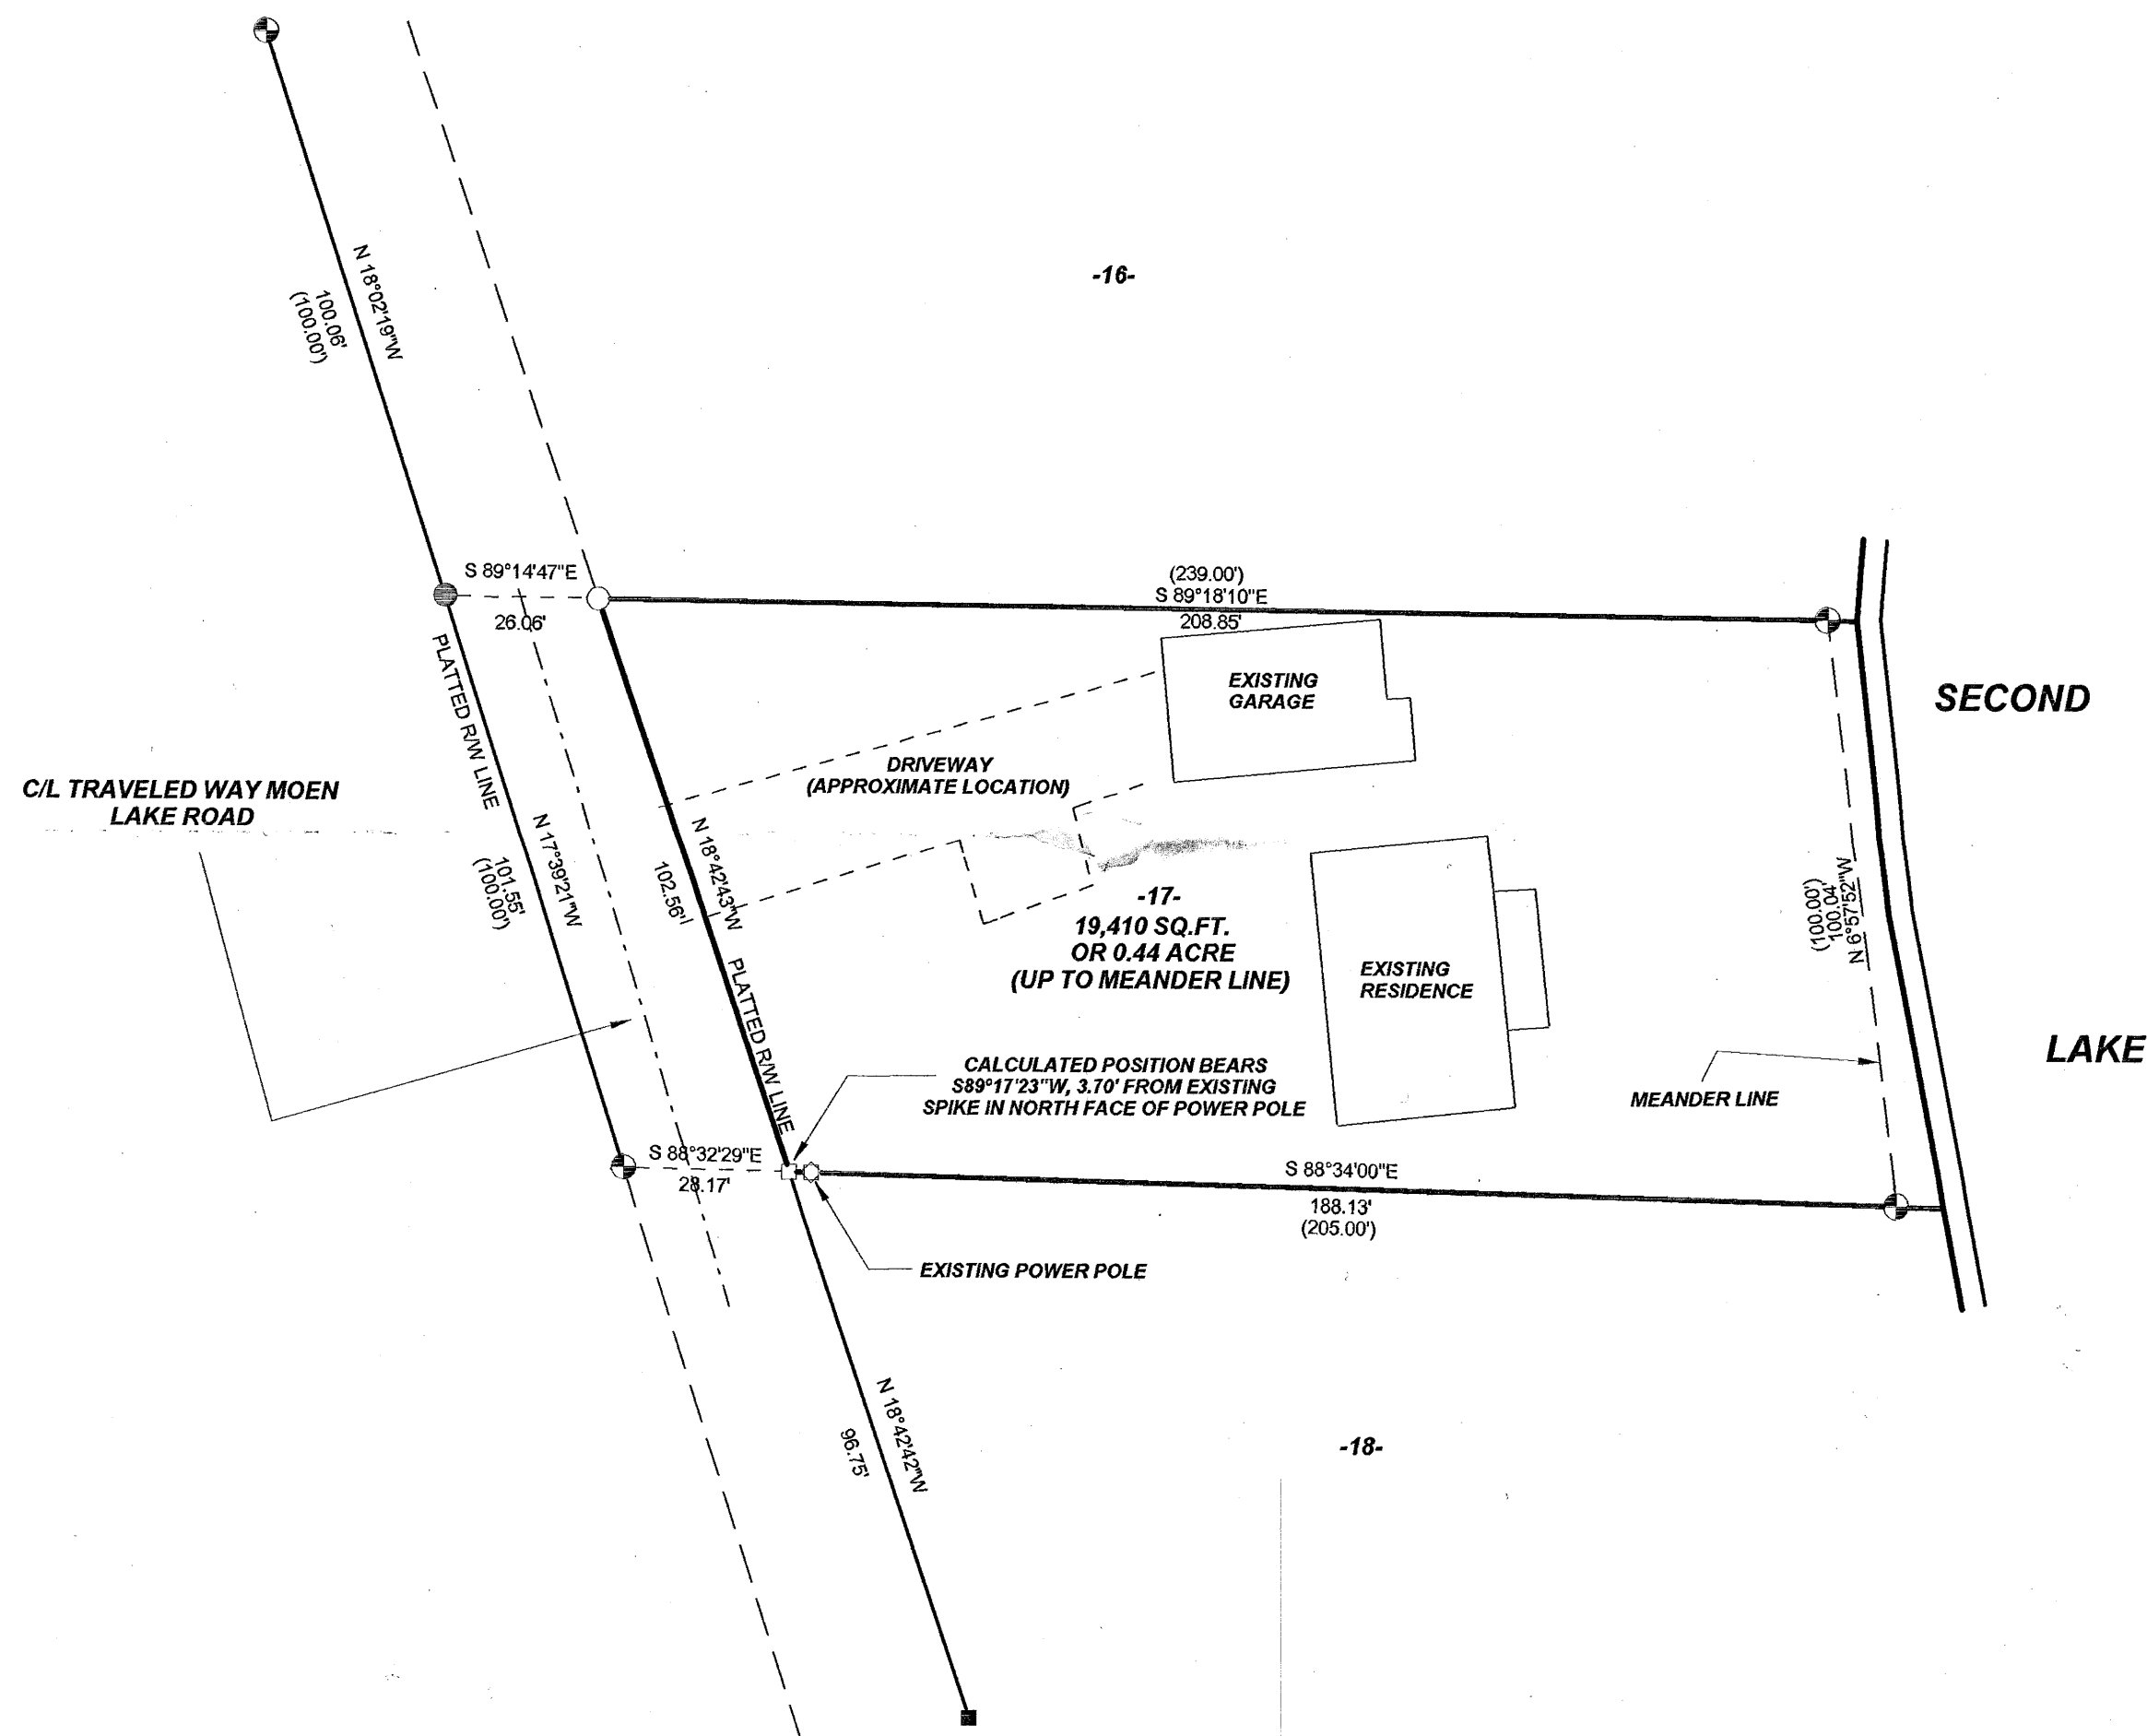 -16-
N 18°02'19"W
100.06'
(100.00')
S 89°14'47"E
26.06'
(239.00')
S 89°18'10"E
208.85'
EXISTING
GARAGE
SECOND
PLATTED R/W LINE
C/L TRAVELED WAY MOEN
LAKE ROAD
DRIVEWAY
(APPROXIMATE LOCATION)
N 17°39'21"W
101.55'
(100.00')
N 18°42'43"W
102.56'
PLATTED R/W LINE
-17-
19,410 SQ.FT.
OR 0.44 ACRE
(UP TO MEANDER LINE)
EXISTING
RESIDENCE
(100.00')
100.04'
N 6°57'52"W
LAKE
CALCULATED POSITION BEARS
S89°17'23"W, 3.70' FROM EXISTING
SPIKE IN NORTH FACE OF POWER POLE
MEANDER LINE
S 88°32'29"E
28.17'
S 88°34'00"E
188.13'
(205.00')
EXISTING POWER POLE
N 18°42'42"W
96.75'
-18-